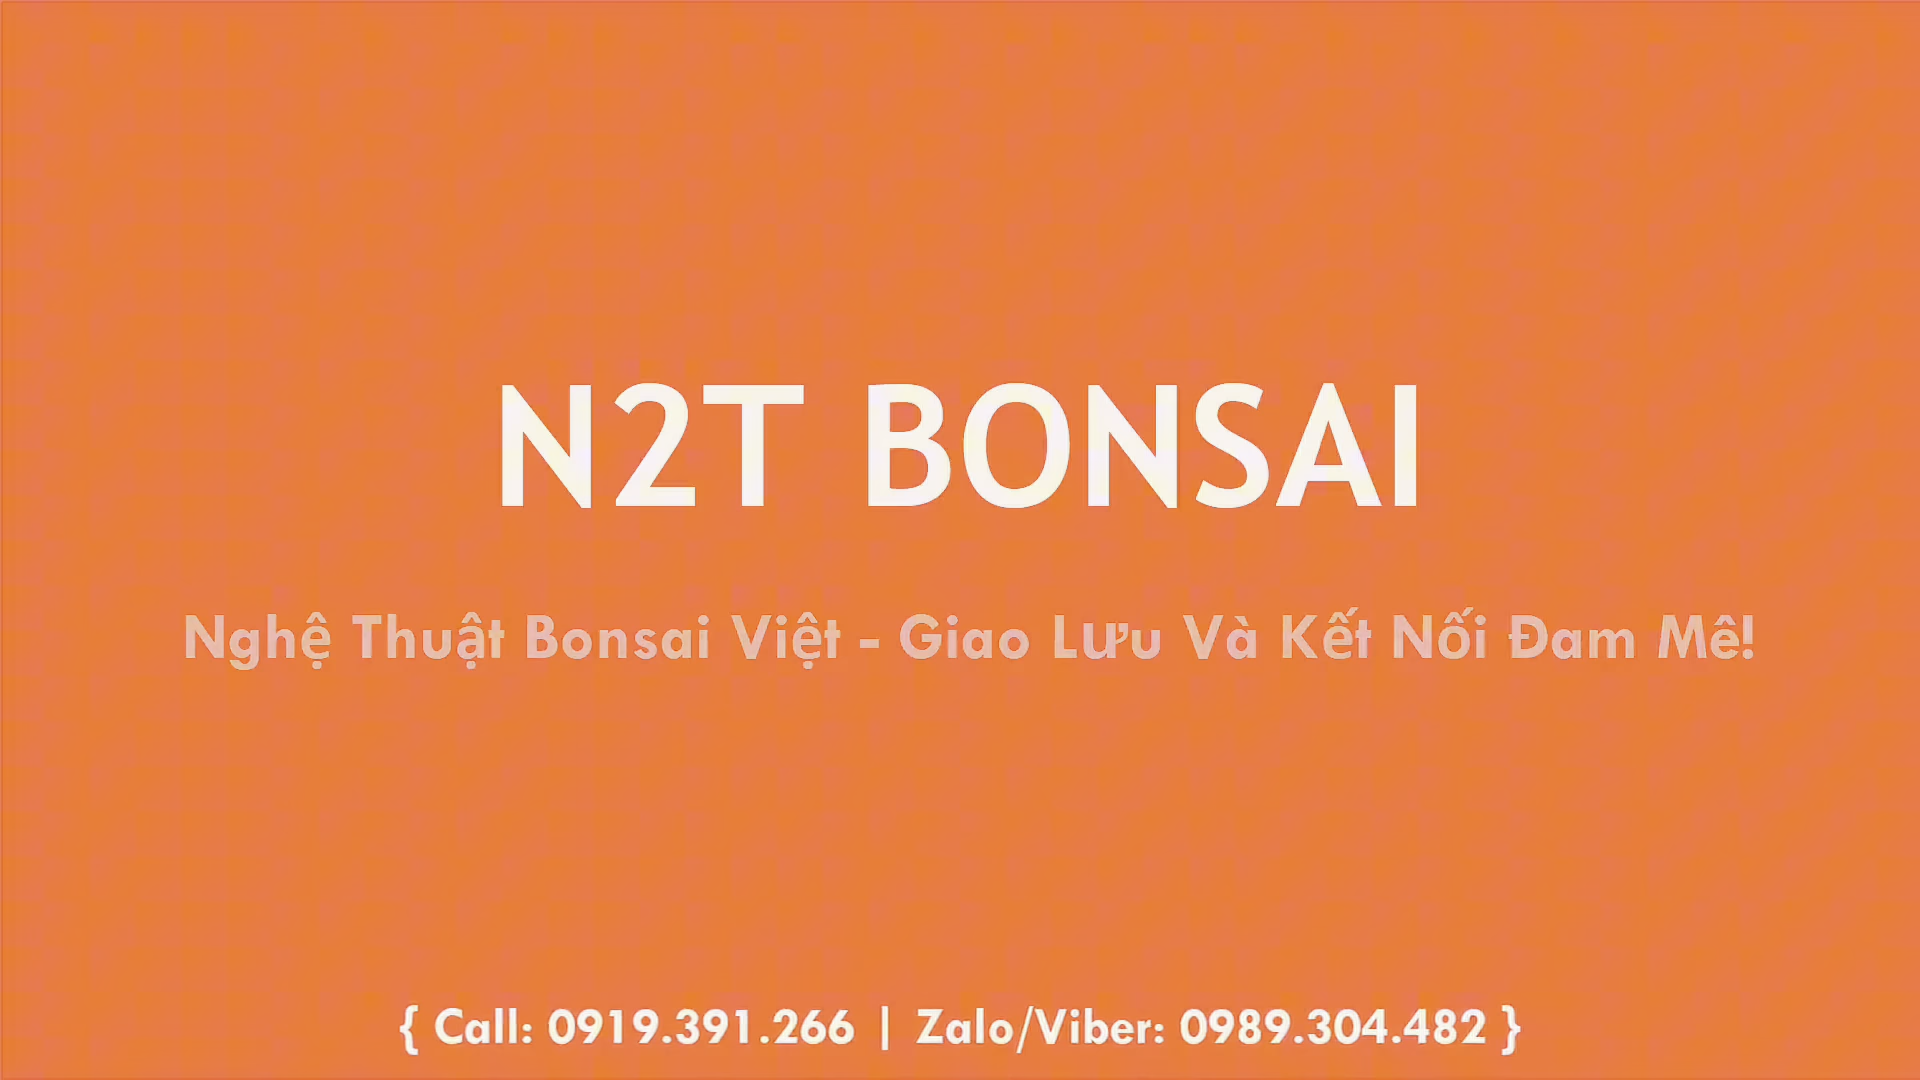 N2T BONSAI
Nghệ Thuật Bonsai Việt - Giao Lưu Và Kết Nối Đam Mê!
{ Call: 0919.391.266 | Zalo/Viber: 0989.304.482 }